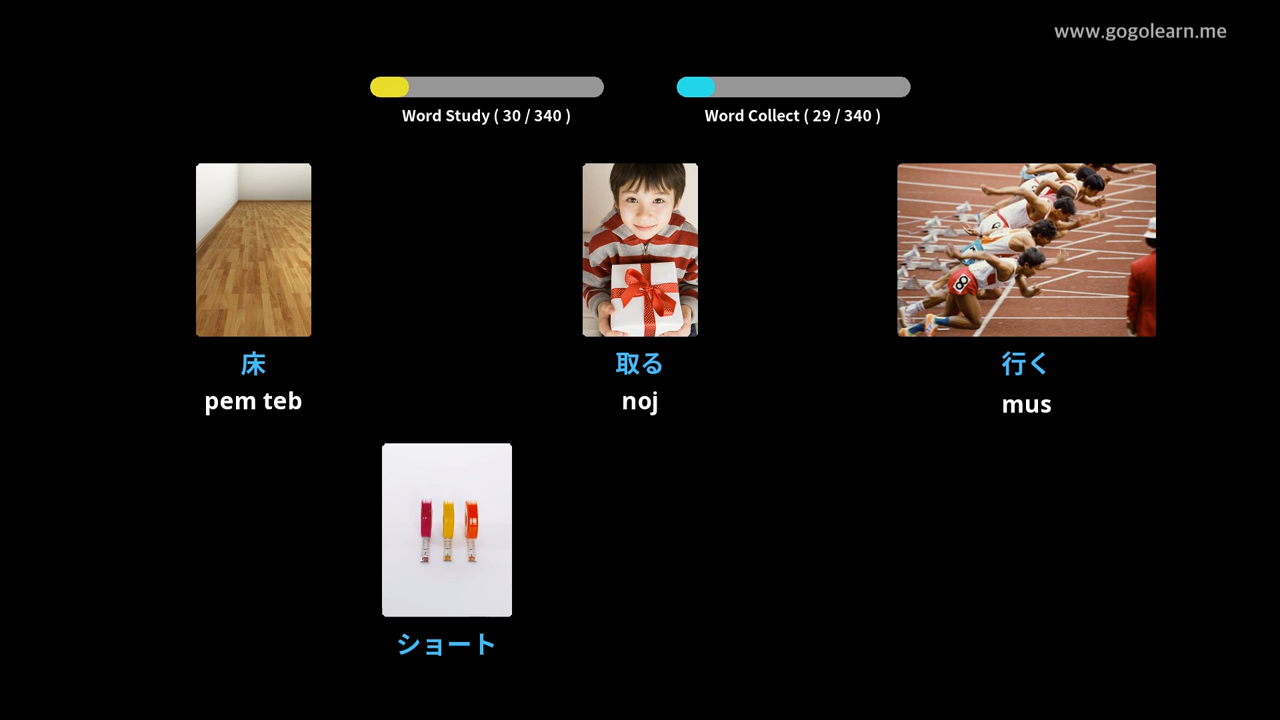 www.gogolearn.me
Word Study ( 30 / 340 )
Word Collect ( 29 / 340 )
床
pem teb
取る
noj
行く
mus
ショート